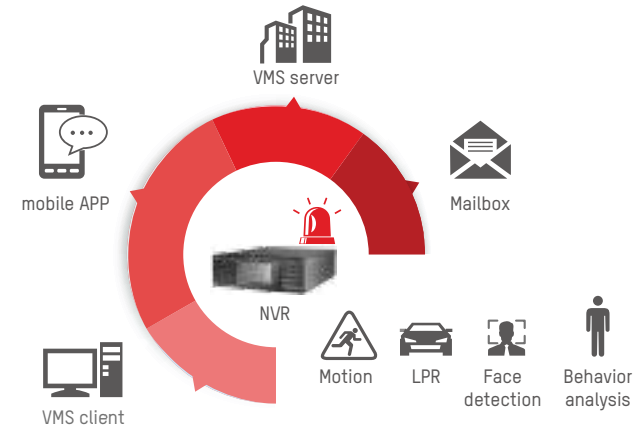 VMS server
mobile APP
Mailbox
NVR
Motion
LPR
Face
detection
Behavior
analysis
VMS client